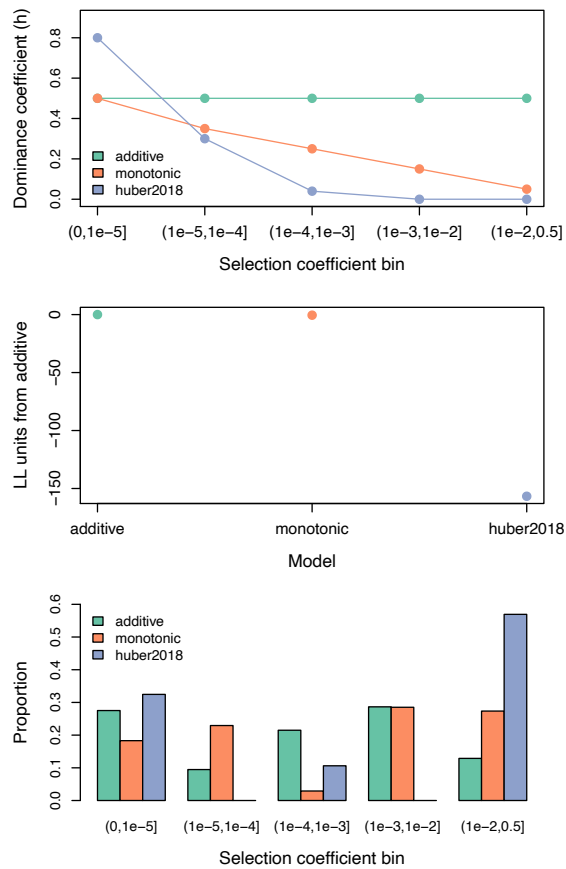 Dominance coefficient (h)
0.8
0.6
0.4
0.2
0.0
additive
monotonic
huber2018
(0,1e−5]
(1e−5,1e−4]
(1e−4,1e−3]
(1e−3,1e−2]
(1e−2,0.5]
Selection coefficient bin
LL units from additive
0
−50
−100
−150
additive
monotonic
huber2018
Model
Proportion
0.6
0.5
0.4
0.3
0.2
0.1
0.0
additive
monotonic
huber2018
(0,1e−5]
(1e−5,1e−4]
(1e−4,1e−3]
(1e−3,1e−2]
(1e−2,0.5]
Selection coefficient bin